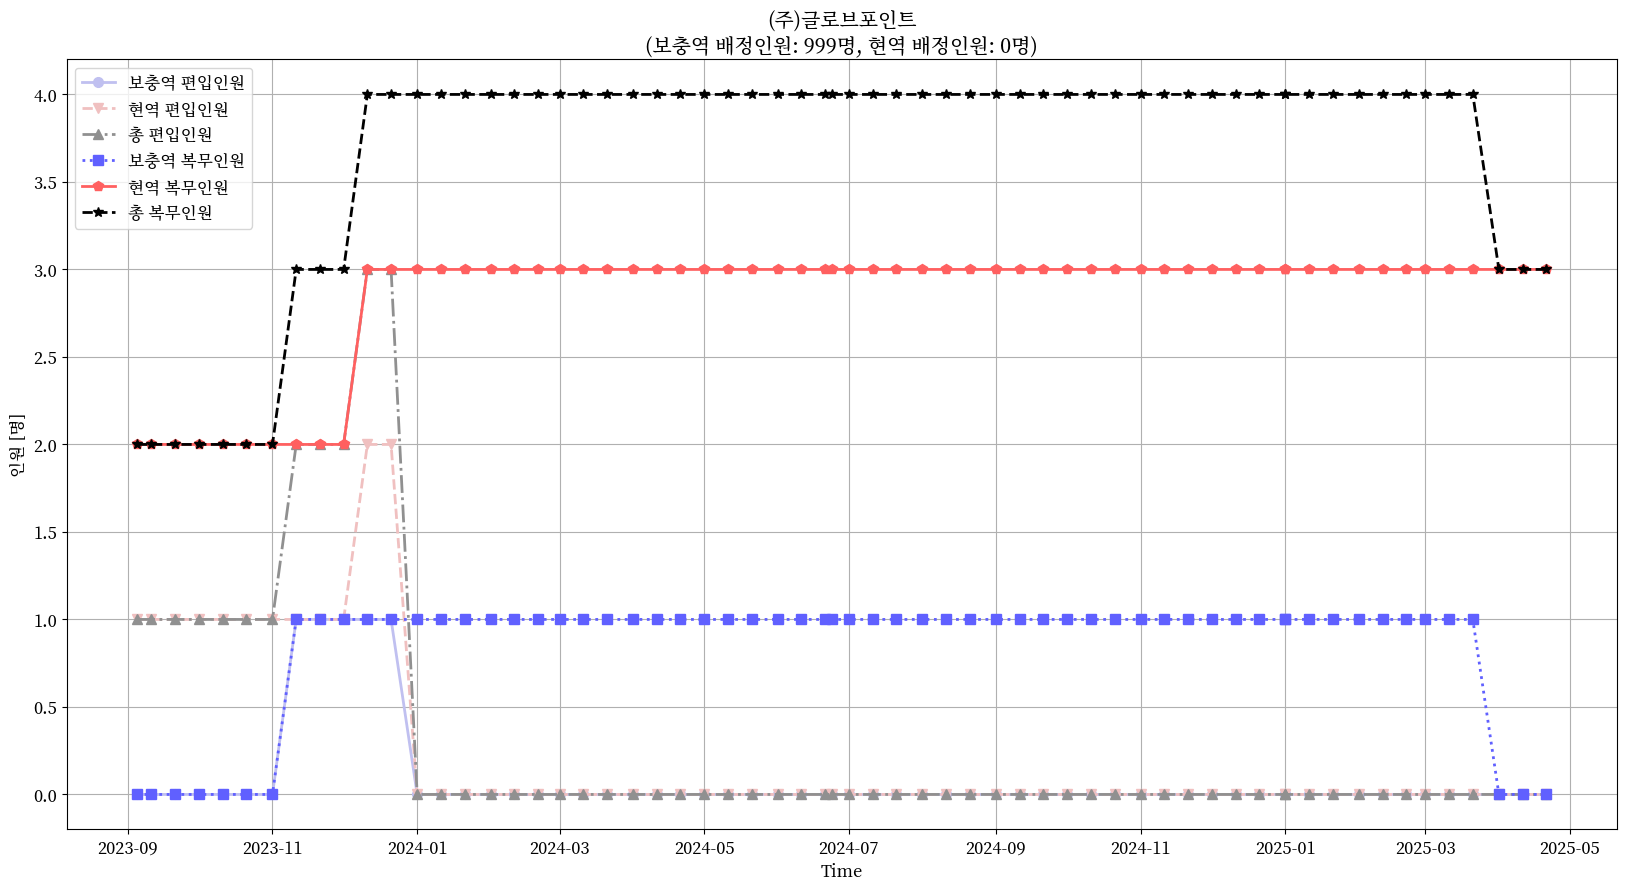 (주)글로브포인트
(보충역 배정인원: 999명, 현역 배정인원: 0명)
보충역 편입인원
현역 편입인원
총 편입인원
보충역 복무인원
현역 복무인원
총 복무인원
4.0
3.5
3.0
2.5
2.0
1.5
1.0
0.5
0.0
인원 [명]
2023-09 2023-11 2024-01 2024-03 2024-05 2024-07 2024-09 2024-11 2025-01 2025-03 2025-05
Time